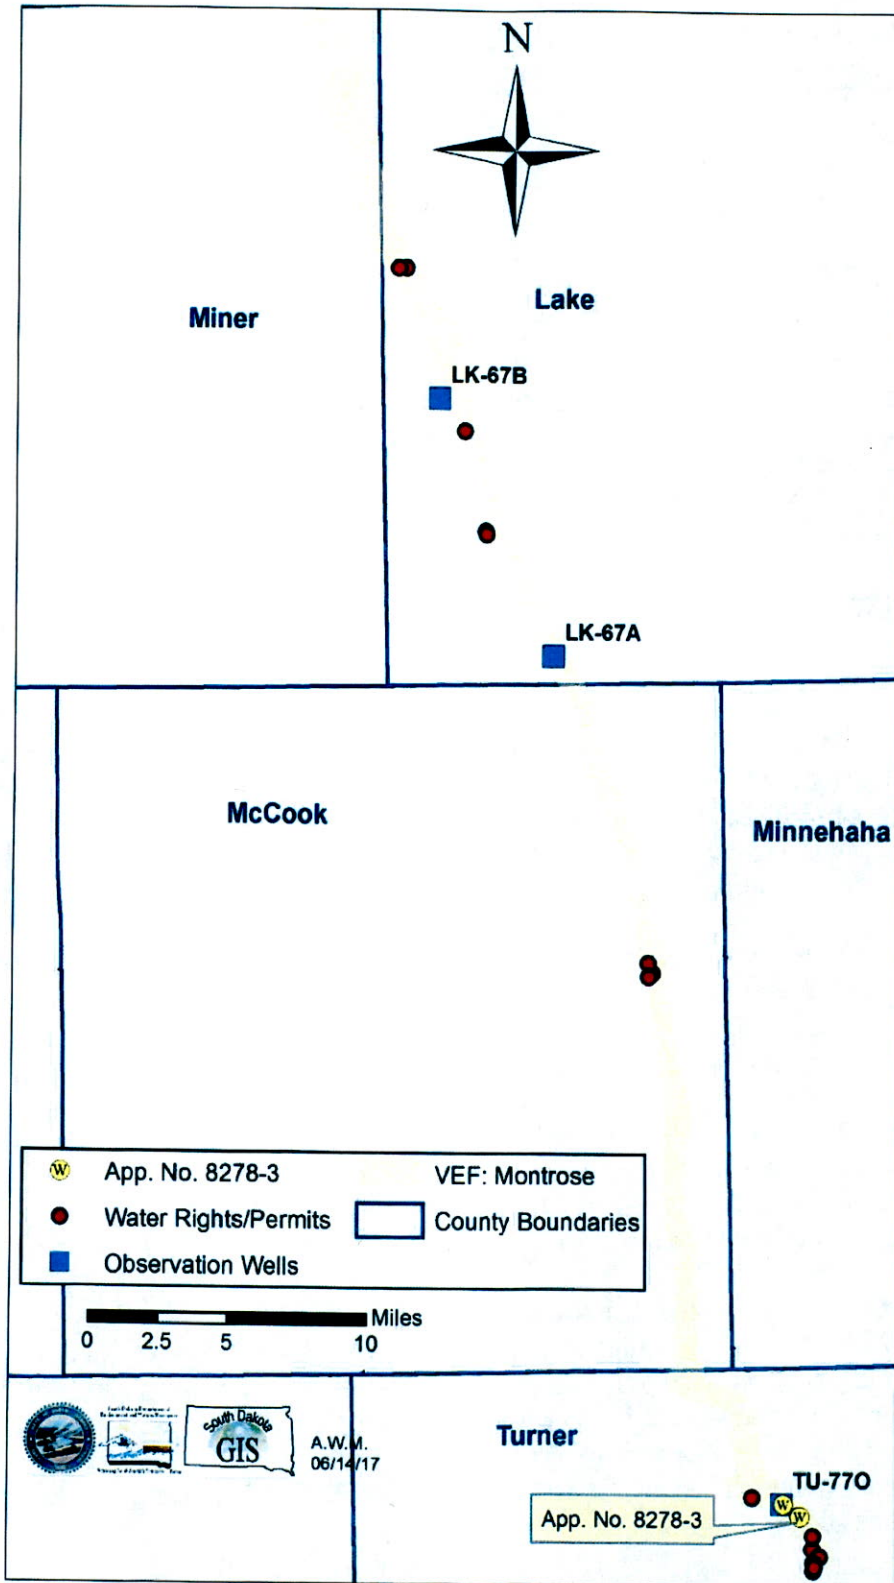 N
Miner
Lake
LK-67B
LK-67A
McCook
Minnehaha
W App. No. 8278-3 VEF: Montrose
Water Rights/Permits County Boundaries
Observation Wells
Miles
0 2.5 5 10
South Dakota
GIS
A.W.M.
06/14/17
Turner
TU-77O
W
W
App. No. 8278-3